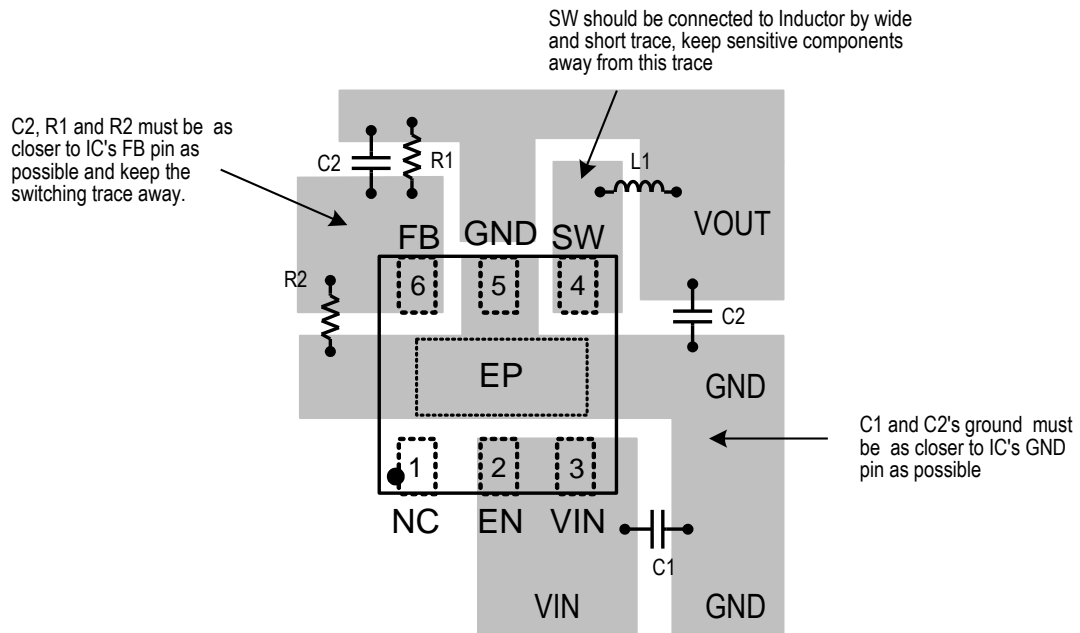 SW should be connected to Inductor by wide
and short trace, keep sensitive components
away from this trace
C2, R1 and R2 must be as
closer to IC's FB pin as
possible and keep the
switching trace away.
C2
R1
L1
VOUT
FB
GND
SW
R2
6
5
4
C2
EP
GND
C1 and C2's ground must
be as closer to IC's GND
pin as possible
1
2
3
NC
EN
VIN
C1
VIN
GND